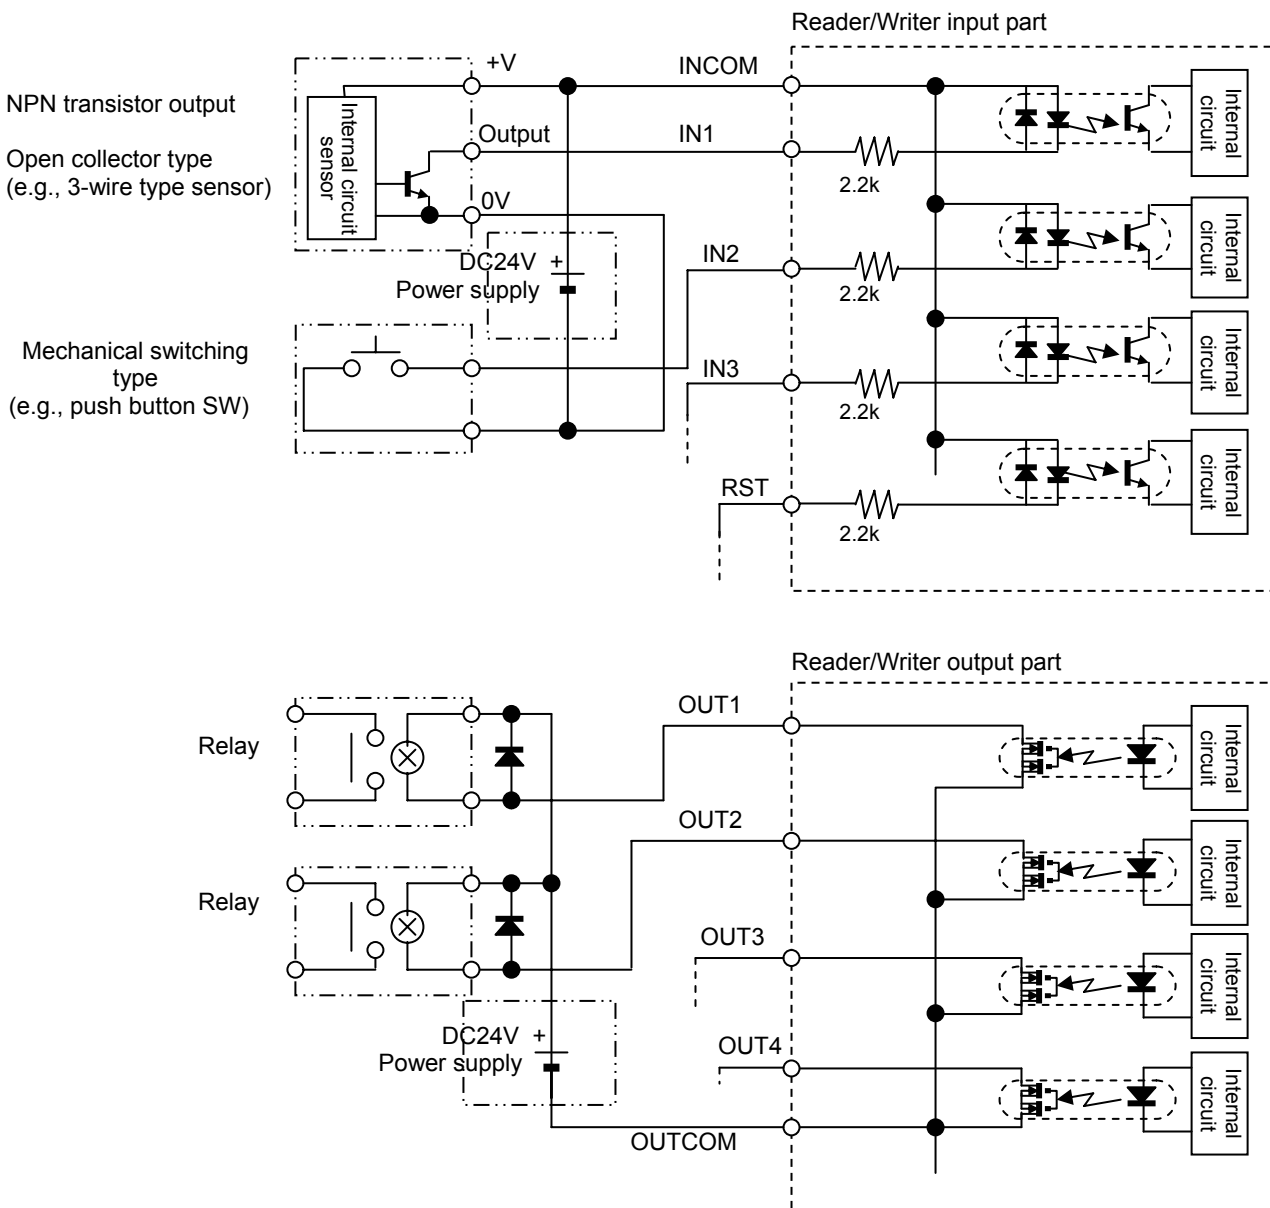 Reader/Writer input part
+V
INCOM
NPN transistor output
Internal circuit
sensor
Output
IN1
Open collector type
(e.g., 3-wire type sensor)
2.2k
Internal
circuit
0V
DC24V +
Power supply
IN2
2.2k
Internal
circuit
Mechanical switching
type
(e.g., push button SW)
IN3
2.2k
Internal
circuit
RST
2.2k
Internal
circuit
Reader/Writer output part
OUT1
Relay
Internal
circuit
OUT2
Relay
Internal
circuit
OUT3
Internal
circuit
DC24V +
Power supply
OUT4
Internal
circuit
OUTCOM